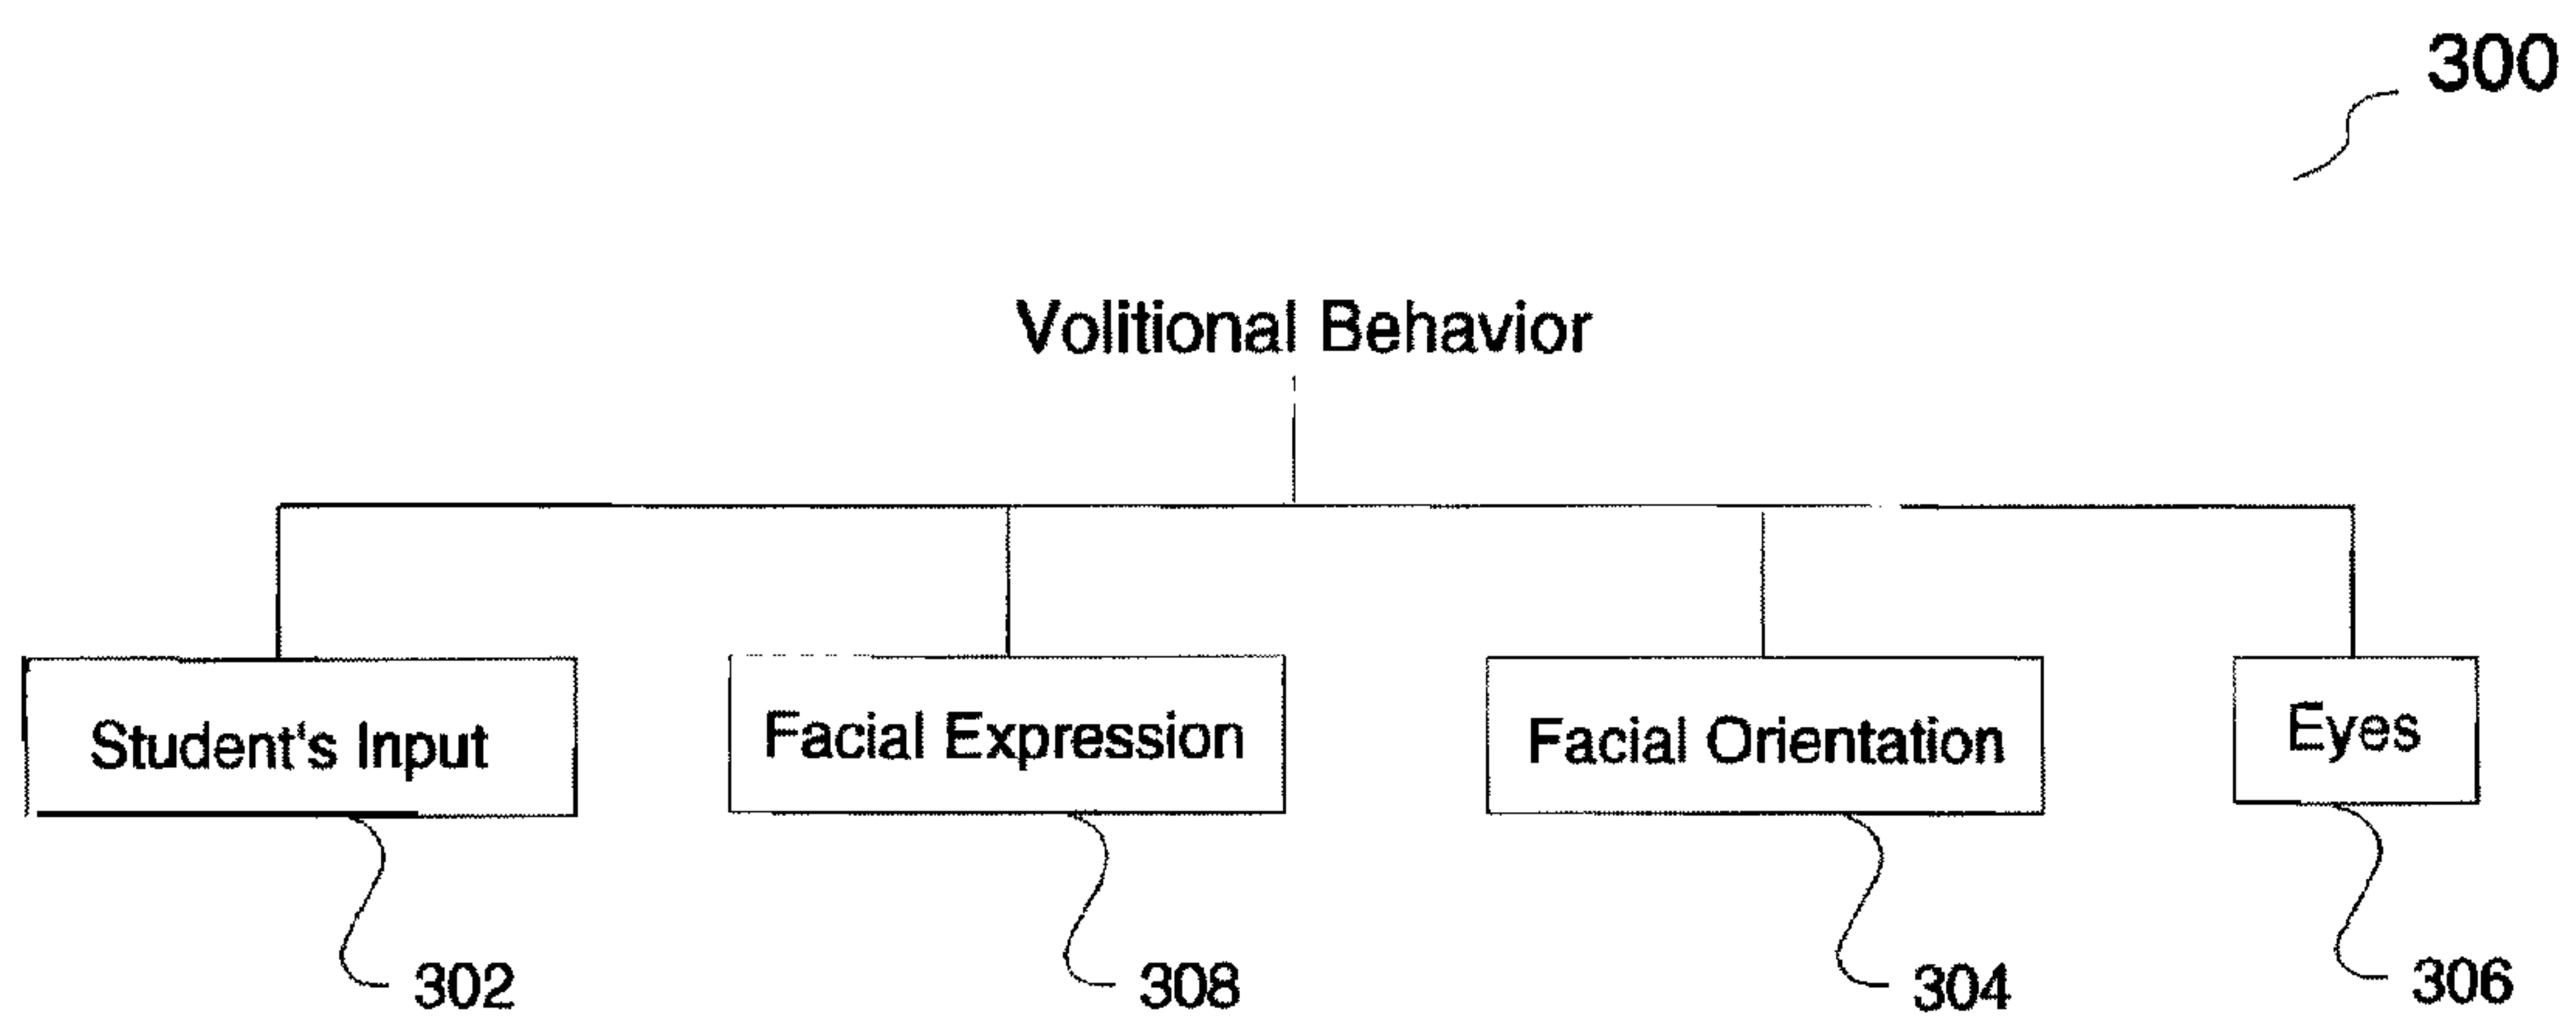 300
Volitional Behavior
Student's Input
Facial Expression
Facial Orientation
Eyes
302
308
304
306